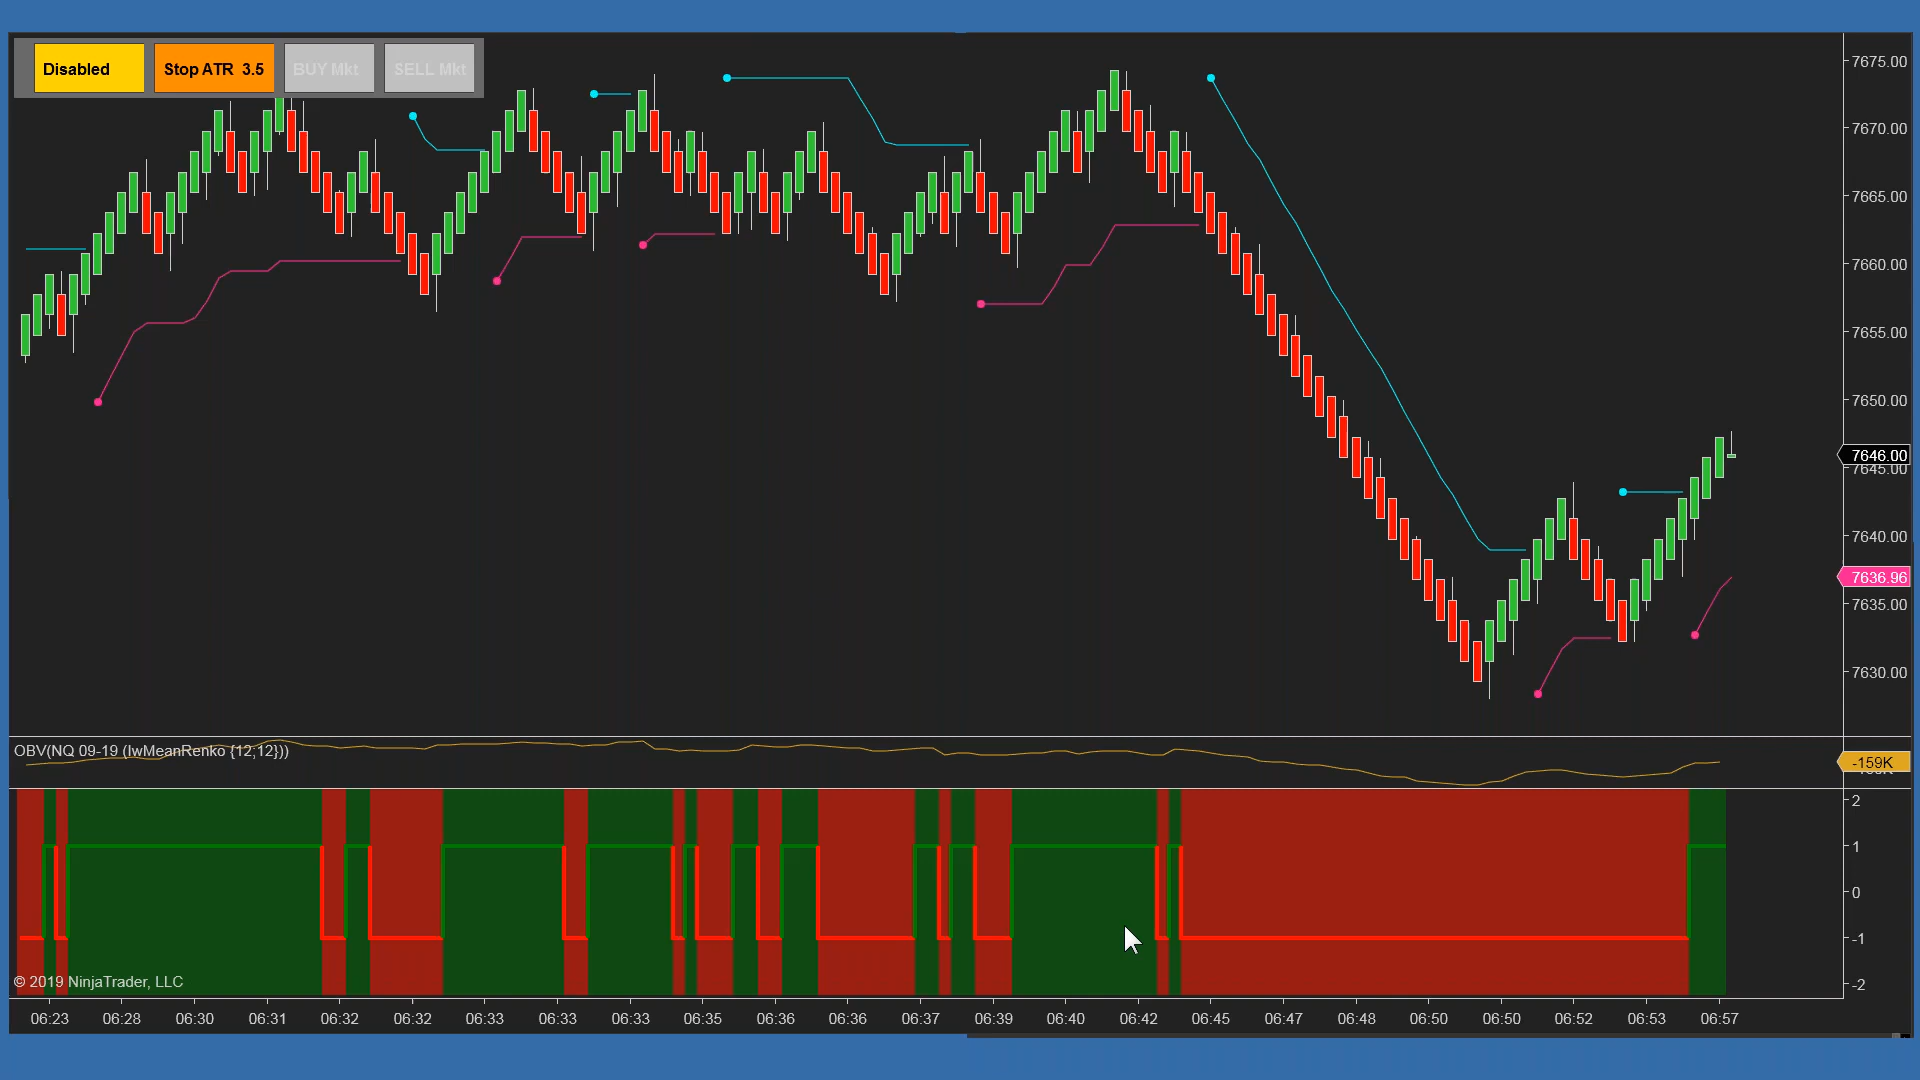 Disabled
Stop ATR 3.5
BUY Mkt
SELL Mkt
7675.00
7670.00
7665.00
7660.00
7655.00
7650.00
7646.00
7645.00
7640.00
7636.96
7635.00
7630.00
OBV(NQ 09-19 (IwMeanRenko {12,12}))
-159K
2
1
0
-1
-2
© 2019 NinjaTrader, LLC
06:23 06:28 06:30 06:31 06:32 06:32 06:33 06:33 06:33 06:35 06:36 06:36 06:37 06:39 06:40 06:42 06:45 06:47 06:48 06:50 06:50 06:52 06:53 06:57